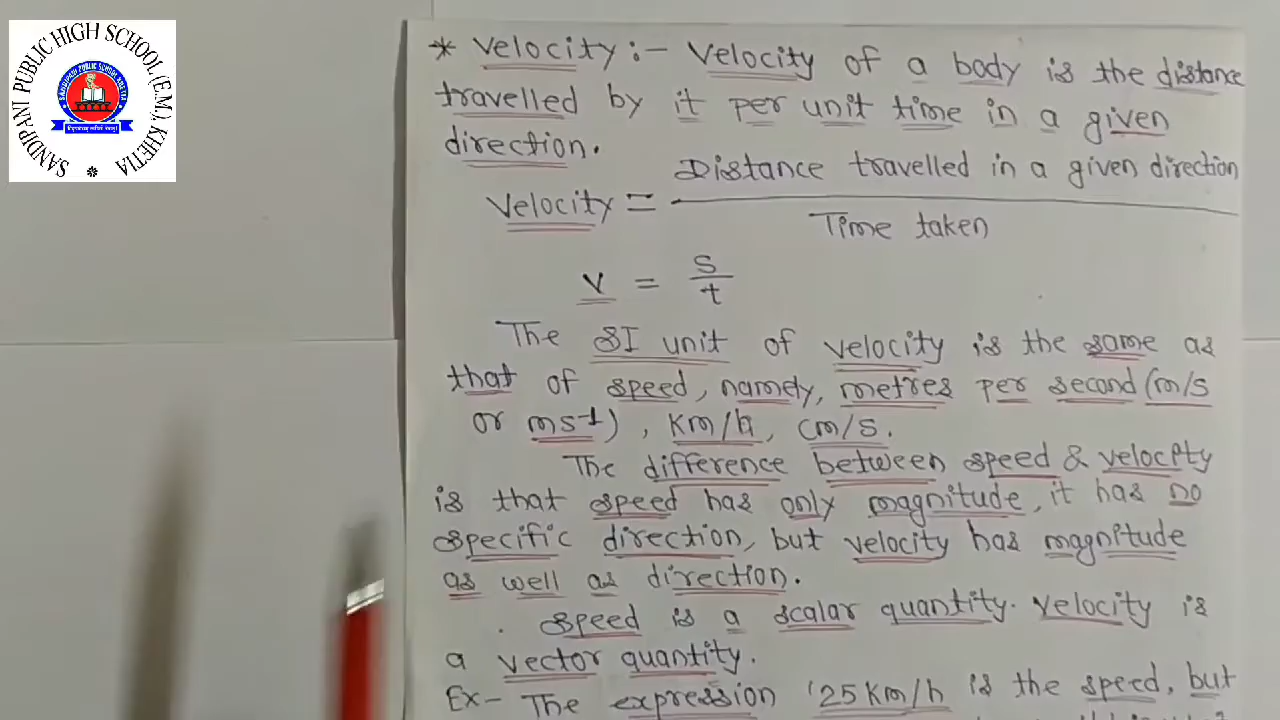 SANDIPANI PUBLIC HIGH SCHOOL (E.M.) KHETIA
* Velocity :- Velocity of a body is the distance
travelled by it per unit time in a given
direction.
Velocity = Distance travelled in a given direction
Time taken
v = s
t
The SI unit of velocity is the same as
that of speed, namely, metres per second (m/s
or ms-1) , Km/h, cm/s.
The difference between speed & velocity
is that speed has only magnitude, it has no
specific direction, but velocity has magnitude
as well as direction.
Speed is a scalar quantity. Velocity is
a vector quantity.
Ex- The expression '25 Km/h is the speed, but